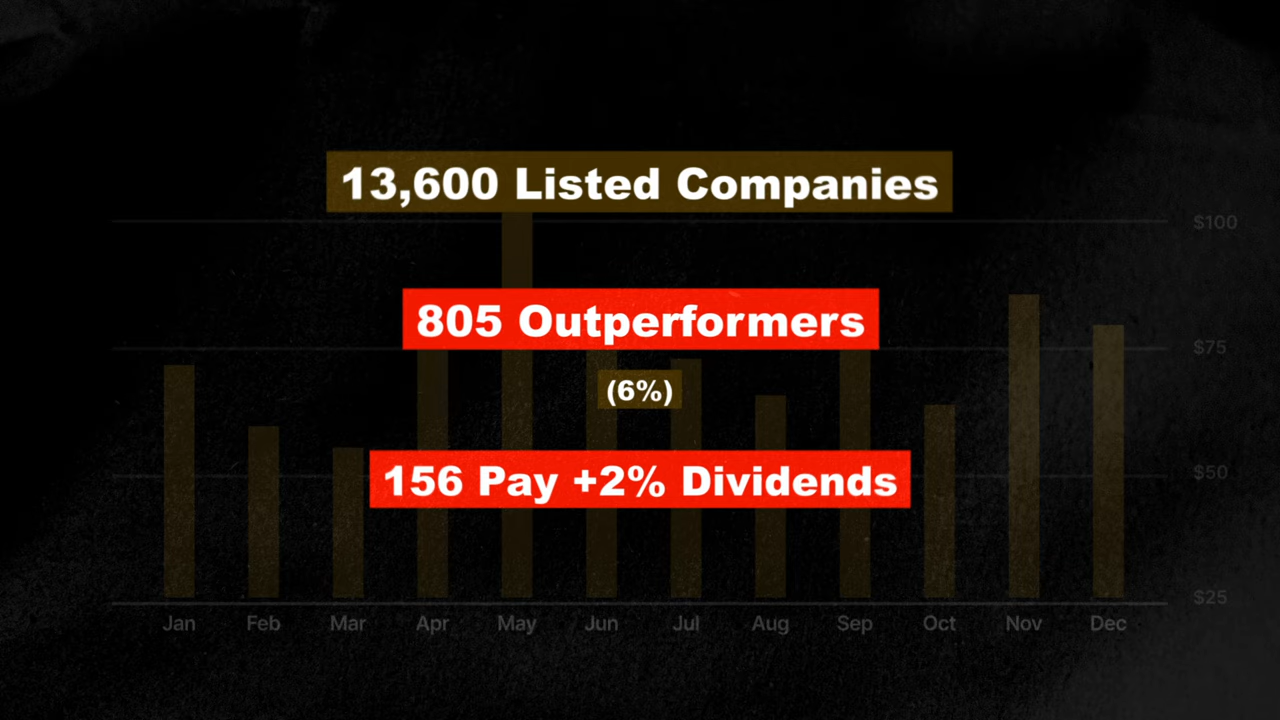 13,600 Listed Companies
$100
805 Outperformers
$75
(6%)
156 Pay +2% Dividends
$50
$25
Jan Feb Mar Apr May Jun Jul Aug Sep Oct Nov Dec